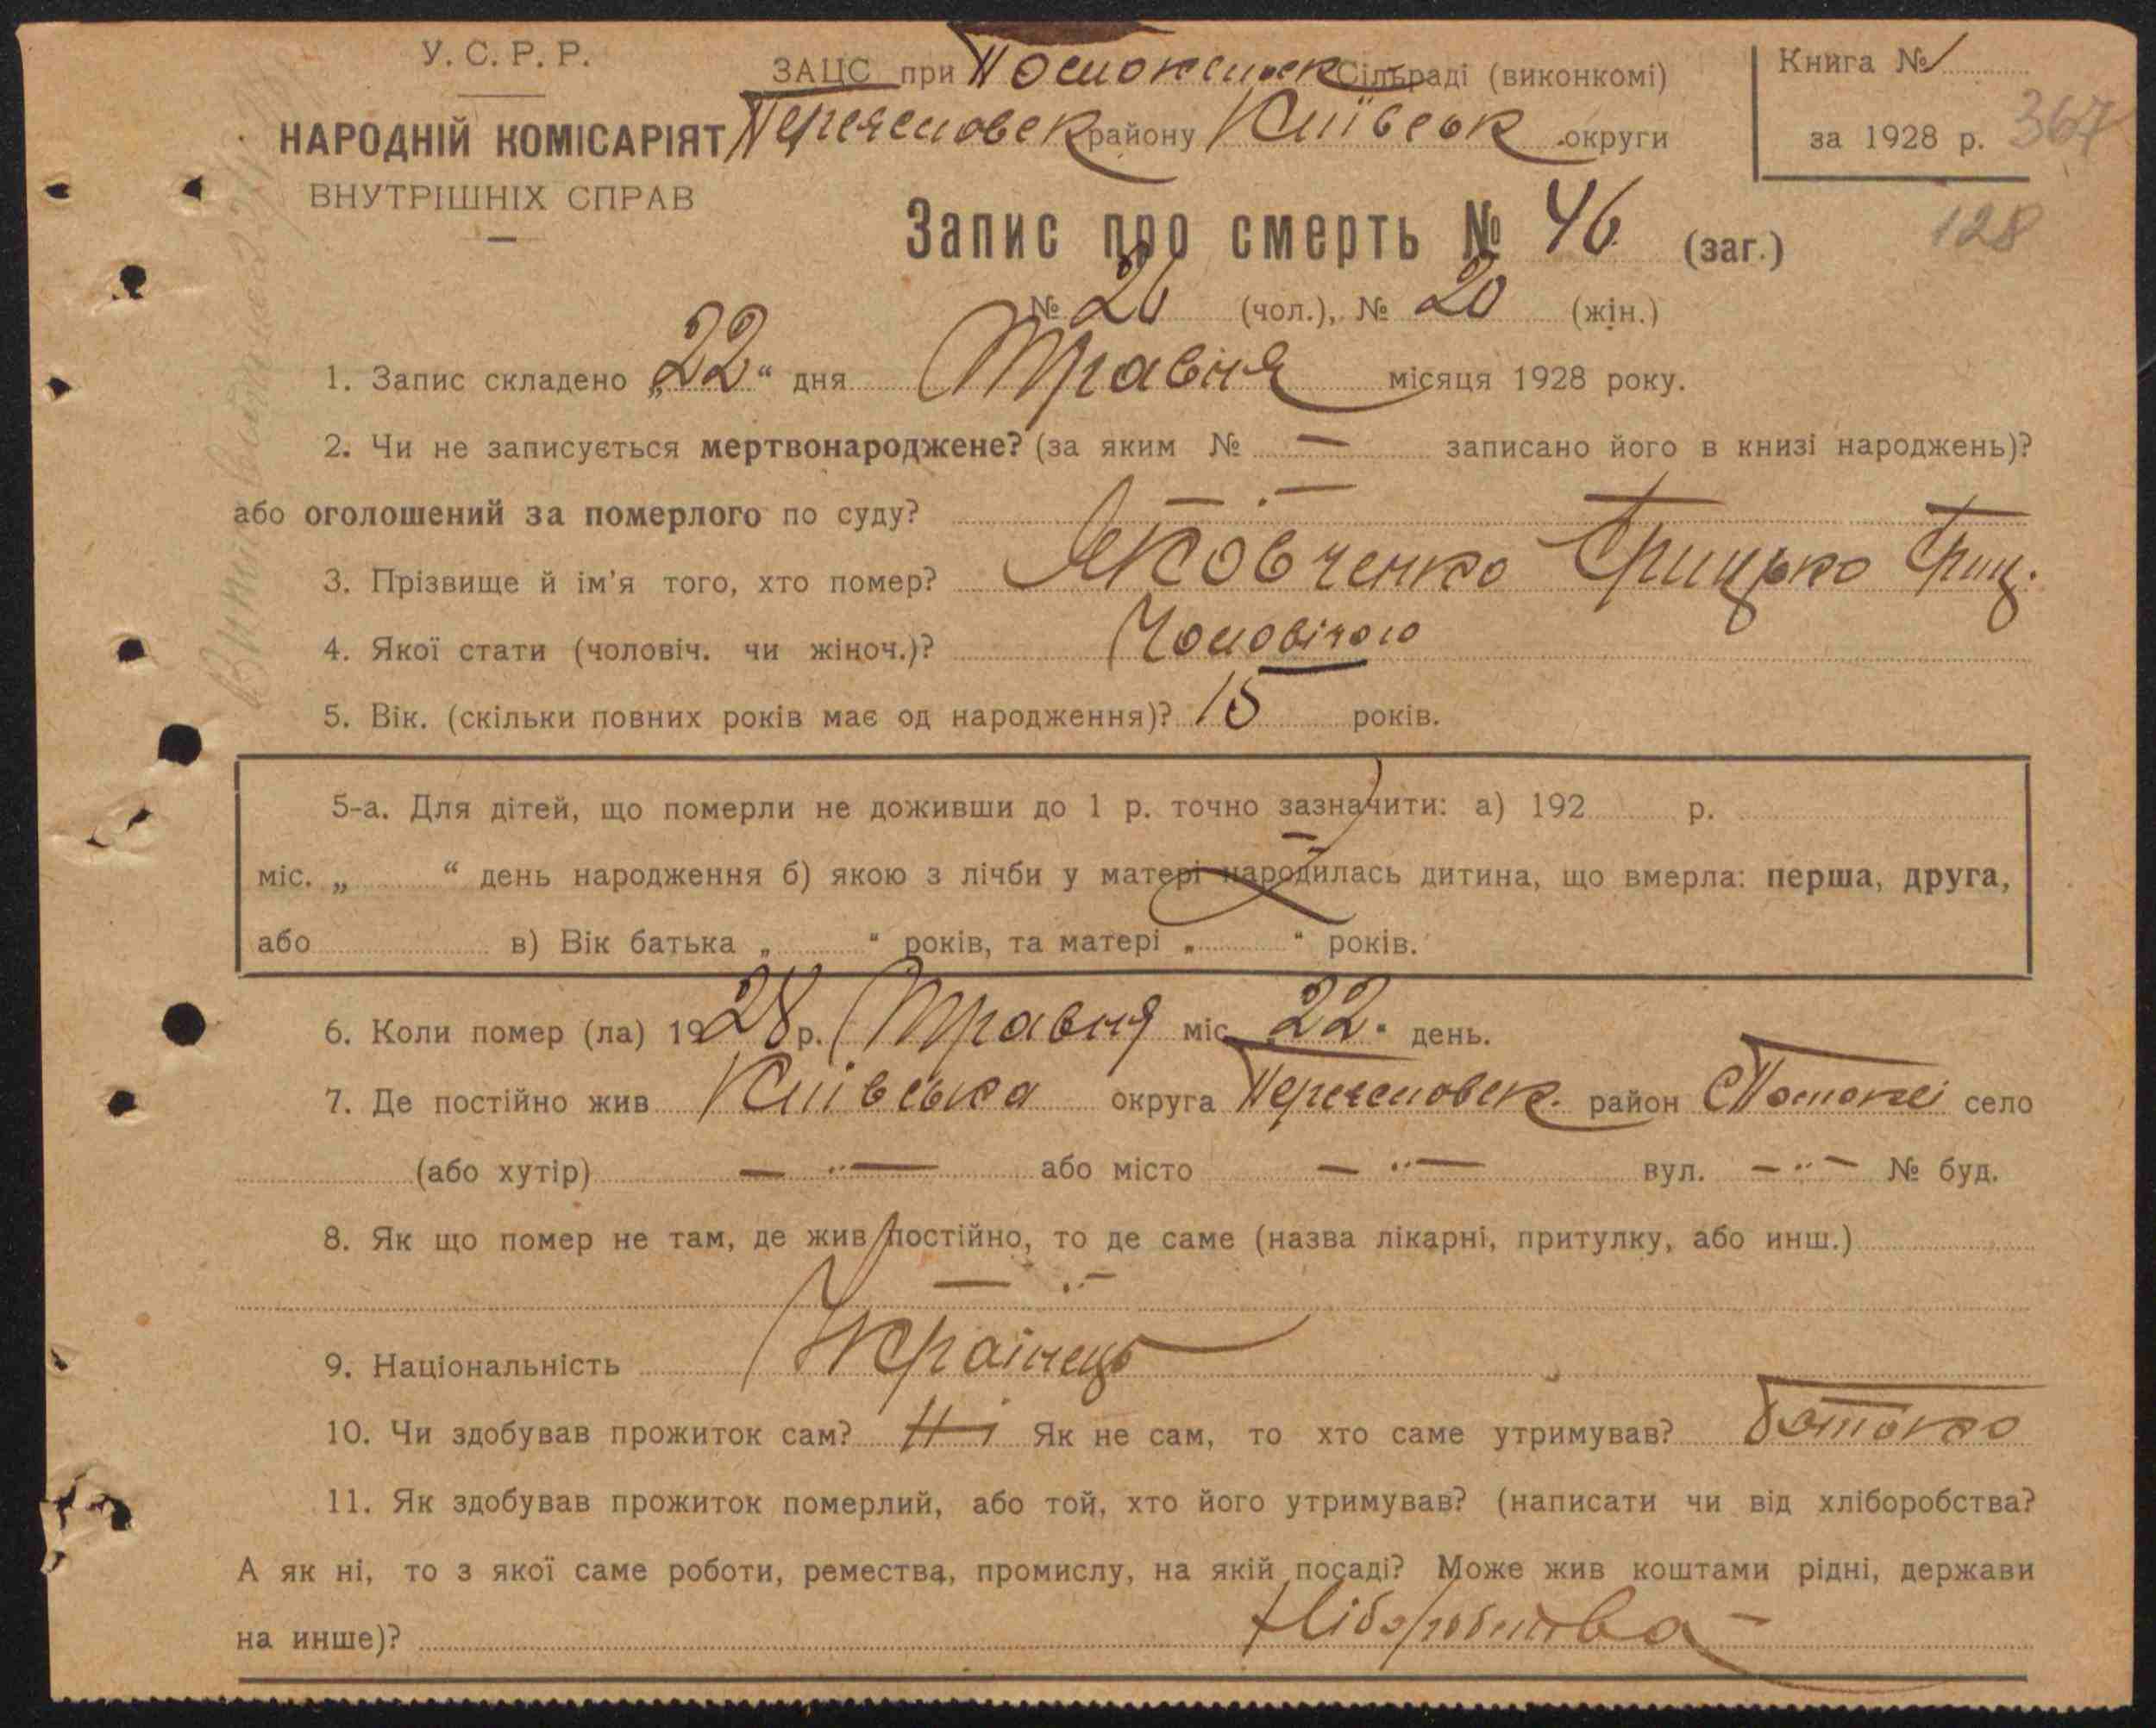 У. С. Р. Р.
НАРОДНІЙ КОМІСАРІЯТ
ВНУТРІШНІХ СПРАВ
ЗАЦС при Сільраді (виконкомі)
Переясловск району Київськ округи
Книга № 1
за 1928 р. 367
128
Запис про смерть № 46 (заг.)
№ 26 (чол.), № 20 (жін.)
1. Запис складено „22“ дня Травня місяця 1928 року.
2. Чи не записується мертвонароджене? (за яким № — записано його в книзі народжень)?
або оголошений за померлого по суду? —
3. Прізвище й ім'я того, хто помер? Яковченко Грицько Гриц.
4. Якої стати (чоловіч. чи жіноч.)? Чоловічою
5. Вік. (скільки повних років має од народження)? 15 років.
5-а. Для дітей, що померли не доживши до 1 р. точно зазначити: а) 192 р.
міс. „ “ день народження б) якою з лічби у матері народилась дитина, що вмерла: перша, друга,
або в) Вік батька „ “ років, та матері „ “ років.
6. Коли помер (ла) 1928 р. Травня міс. „22“ день.
7. Де постійно жив Київська округа Переясловск. район С Потоки село
(або хутір) — або місто — вул. — № буд.
8. Як що помер не там, де жив постійно, то де саме (назва лікарні, притулку, або инш.)
—
9. Національність Українець
10. Чи здобував прожиток сам? Ні Як не сам, то хто саме утримував? Батько
11. Як здобував прожиток померлий, або той, хто його утримував? (написати чи від хліборобства?
А як ні, то з якої саме роботи, ремества, промислу, на якій посаді? Може жив коштами рідні, держави
на инше)? Хліборобства